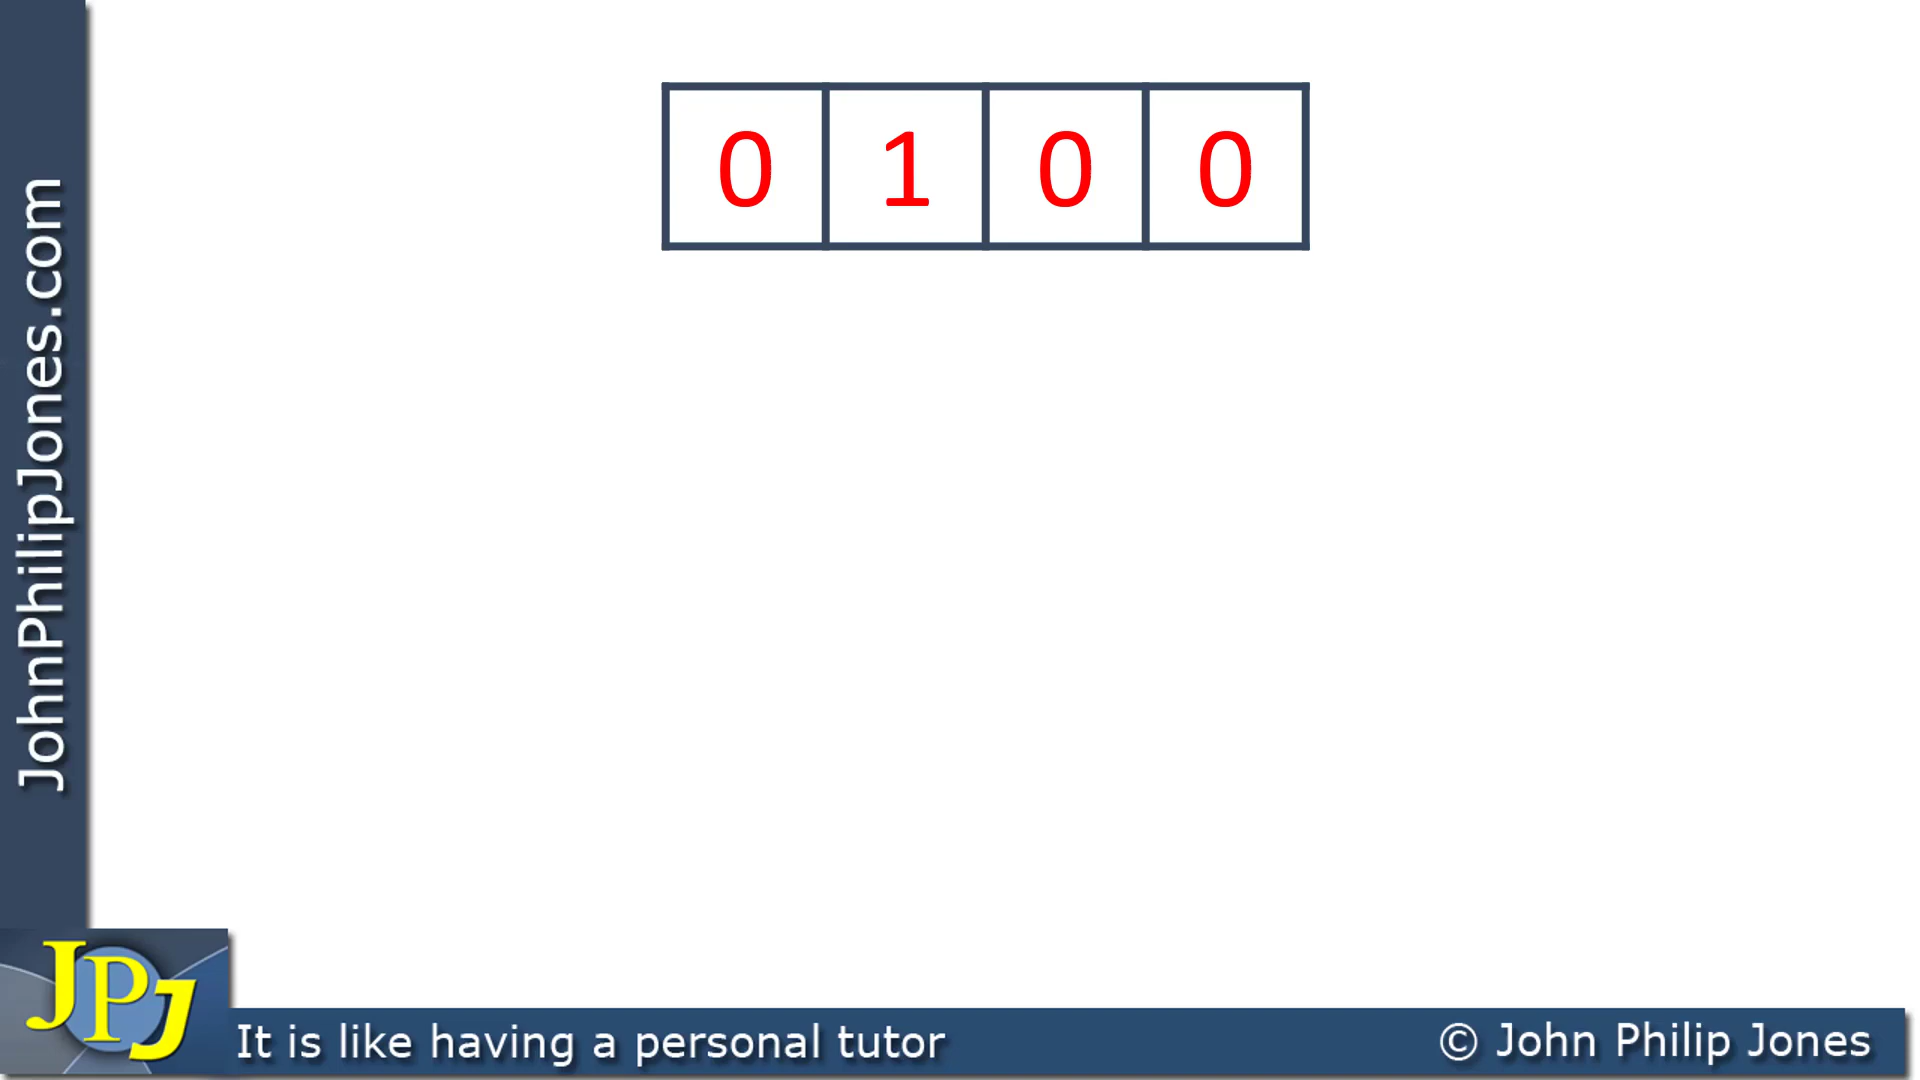 0 1 0 0
JohnPhilipJones.com
JPJ
It is like having a personal tutor
© John Philip Jones